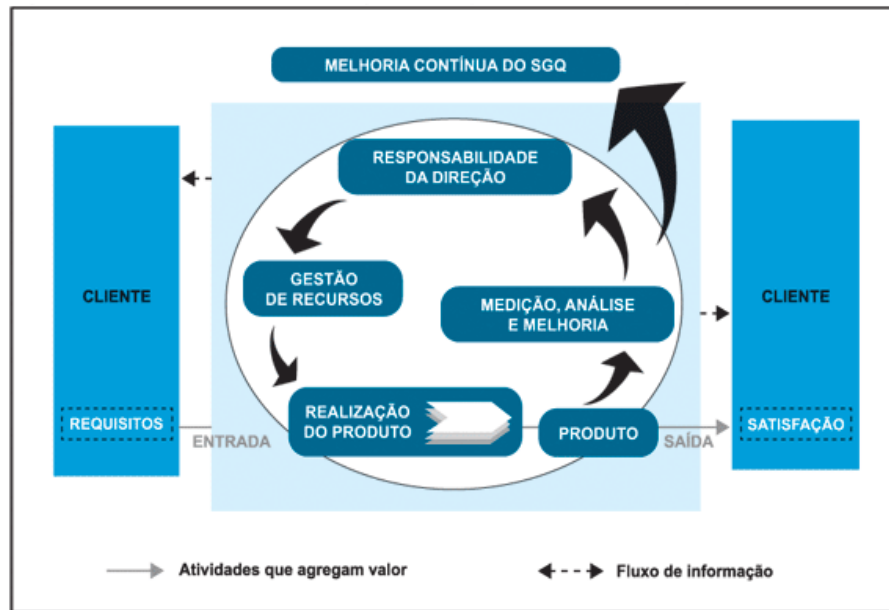 MELHORIA CONTÍNUA DO SGQ
RESPONSABILIDADE
DA DIREÇÃO
CLIENTE
GESTÃO
DE RECURSOS
MEDIÇÃO, ANÁLISE
E MELHORIA
CLIENTE
REQUISITOS
ENTRADA
REALIZAÇÃO
DO PRODUTO
PRODUTO
SAÍDA
SATISFAÇÃO
Atividades que agregam valor
Fluxo de informação